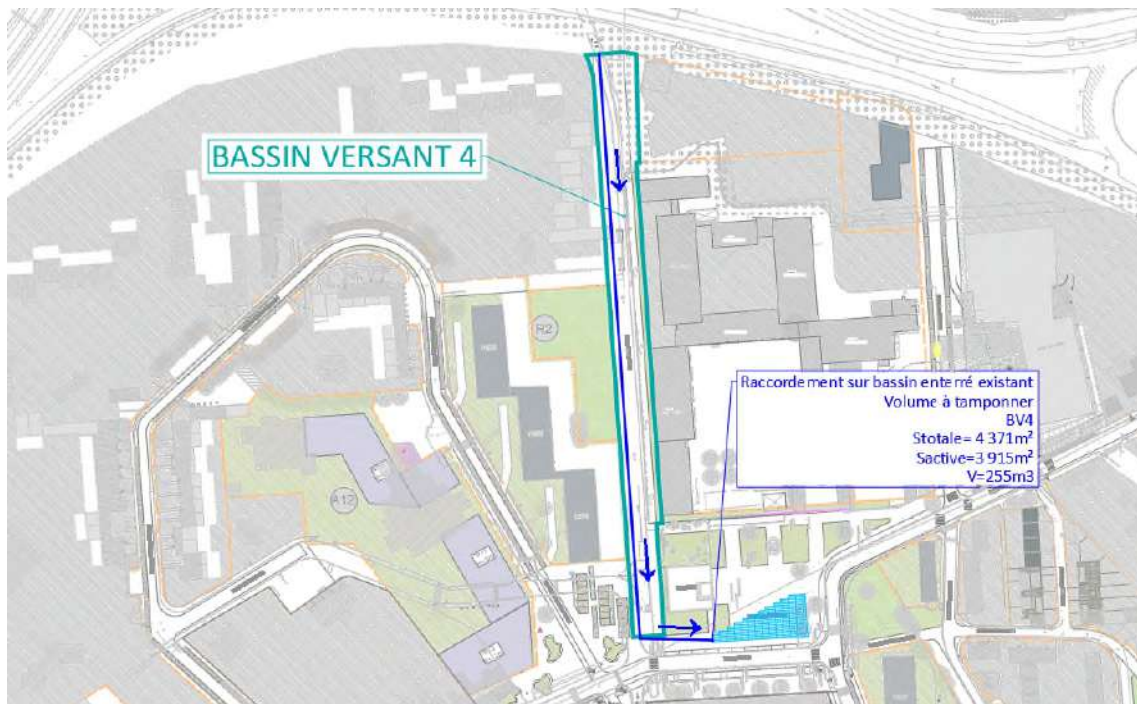 BASSIN VERSANT 4
R2
Raccordement sur bassin enterré existant
Volume à tamponner
BV4
Stotale= 4 371m²
Sactive=3 915m²
V=255m3
A12